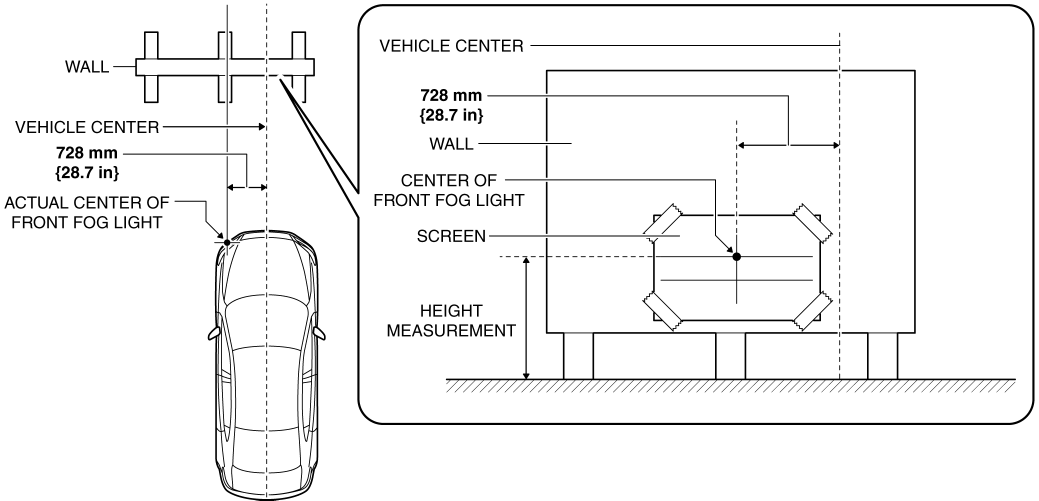 WALL
VEHICLE CENTER
728 mm
{28.7 in}
ACTUAL CENTER OF
FRONT FOG LIGHT
VEHICLE CENTER
728 mm
{28.7 in}
WALL
CENTER OF
FRONT FOG LIGHT
SCREEN
HEIGHT
MEASUREMENT